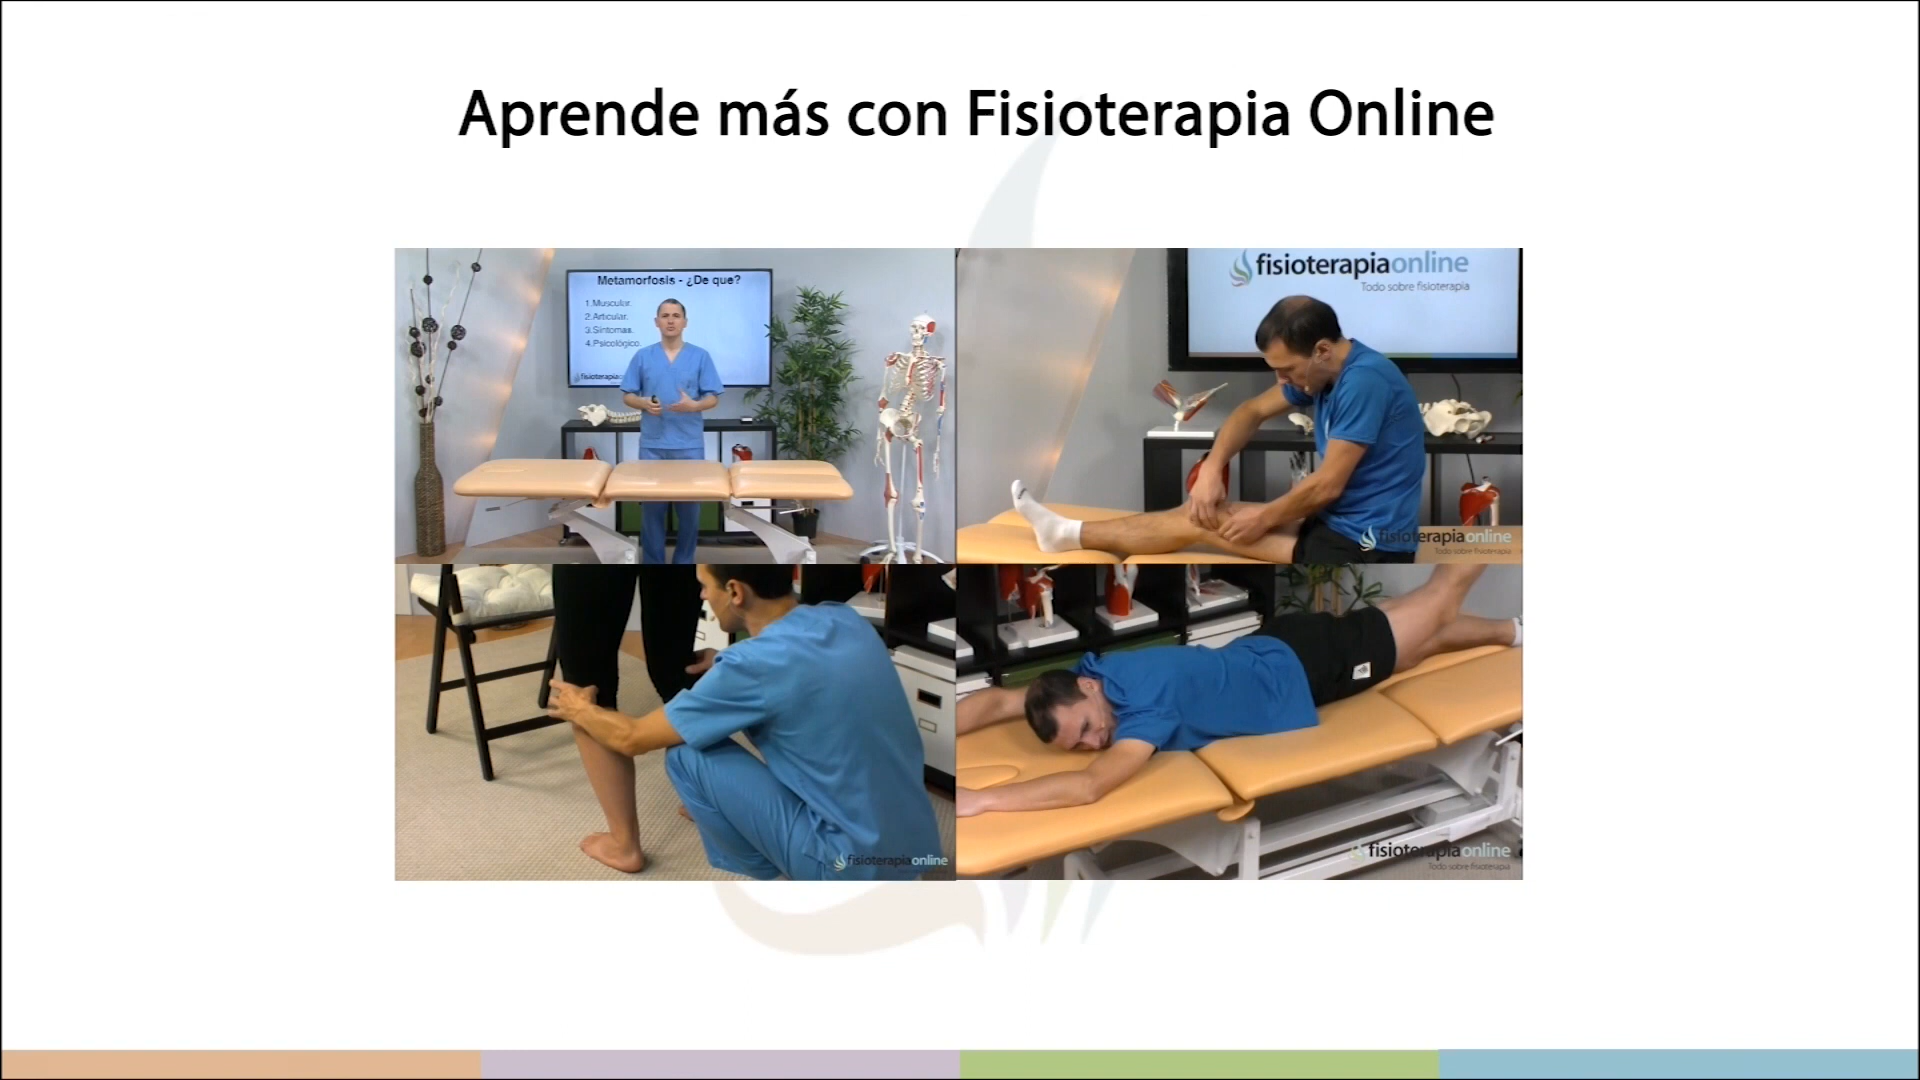 Aprende más con Fisioterapia Online
Metamorfosis - ¿De que?
1.Muscular.
2.Articular.
3.Síntomas.
4.Psicológico.
fisioterapia
fisioterapiaonline
Todo sobre fisioterapia
fisioterapiaonline
Todo sobre fisioterapia
fisioterapiaonline
fisioterapiaonline
Todo sobre fisioterapia